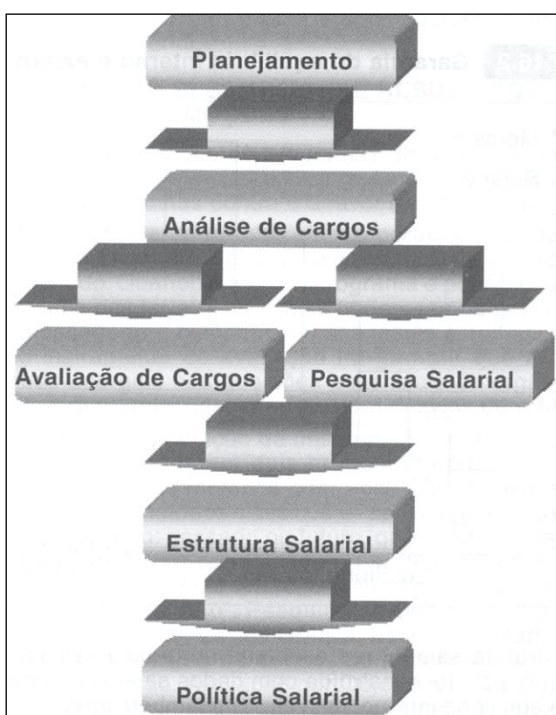 Planejamento
Análise de Cargos
Avaliação de Cargos
Pesquisa Salarial
Estrutura Salarial
Política Salarial